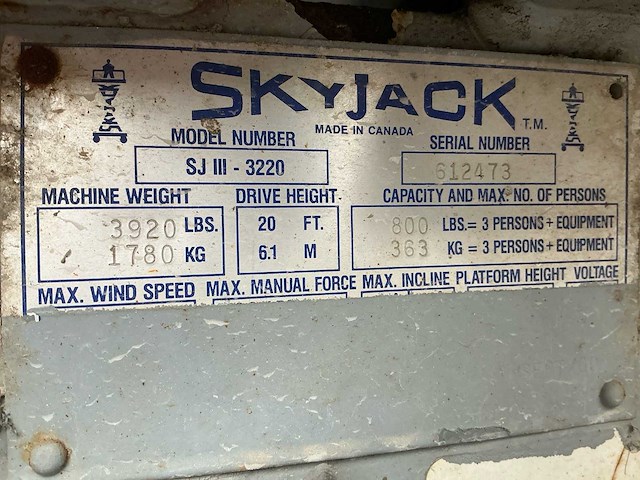 SKYJACK T.M.
MADE IN CANADA
MODEL NUMBER SERIAL NUMBER
SJ III - 3220 612473
MACHINE WEIGHT DRIVE HEIGHT CAPACITY AND MAX. NO. OF PERSONS
3920 LBS. 20 FT. 800 LBS. = 3 PERSONS + EQUIPMENT
1780 KG 6.1 M 363 KG = 3 PERSONS + EQUIPMENT
MAX. WIND SPEED MAX. MANUAL FORCE MAX. INCLINE PLATFORM HEIGHT VOLTAGE